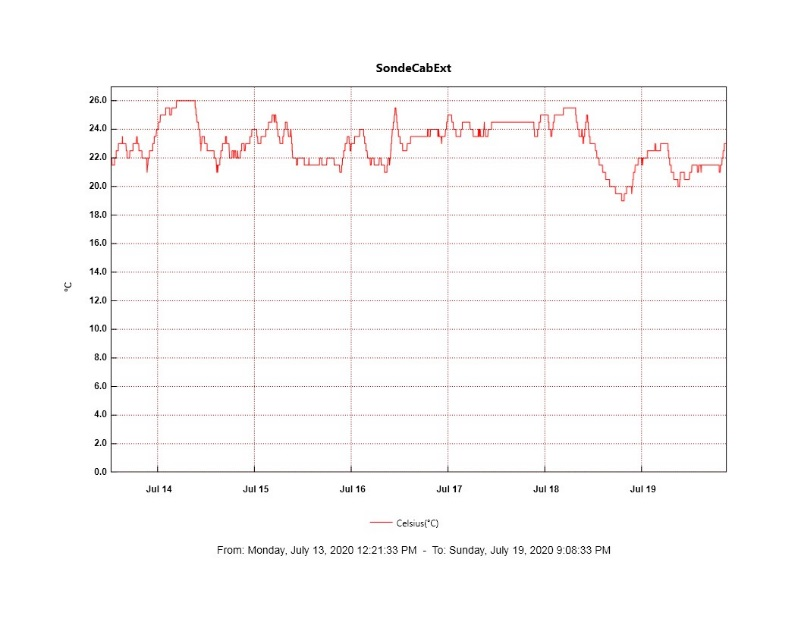 SondeCabExt
26.0
24.0
22.0
20.0
18.0
16.0
14.0
12.0
10.0
8.0
6.0
4.0
2.0
0.0
°C
Jul 14 Jul 15 Jul 16 Jul 17 Jul 18 Jul 19
Celsius(°C)
From: Monday, July 13, 2020 12:21:33 PM - To: Sunday, July 19, 2020 9:08:33 PM